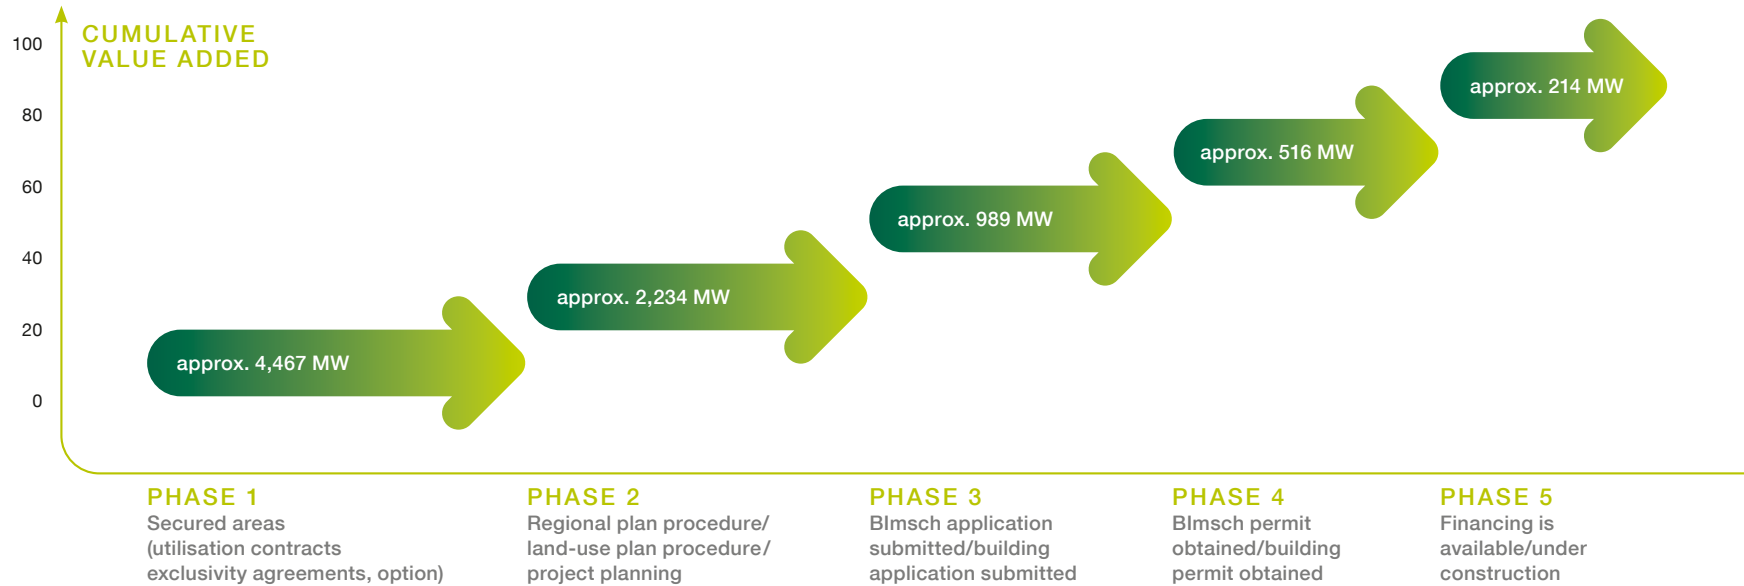 CUMULATIVE
VALUE ADDED
100
80
60
40
20
0
approx. 4,467 MW
approx. 2,234 MW
approx. 989 MW
approx. 516 MW
approx. 214 MW
PHASE 1
Secured areas
(utilisation contracts
exclusivity agreements, option)
PHASE 2
Regional plan procedure/
land-use plan procedure/
project planning
PHASE 3
BImsch application
submitted/building
application submitted
PHASE 4
BImsch permit
obtained/building
permit obtained
PHASE 5
Financing is
available/under
construction